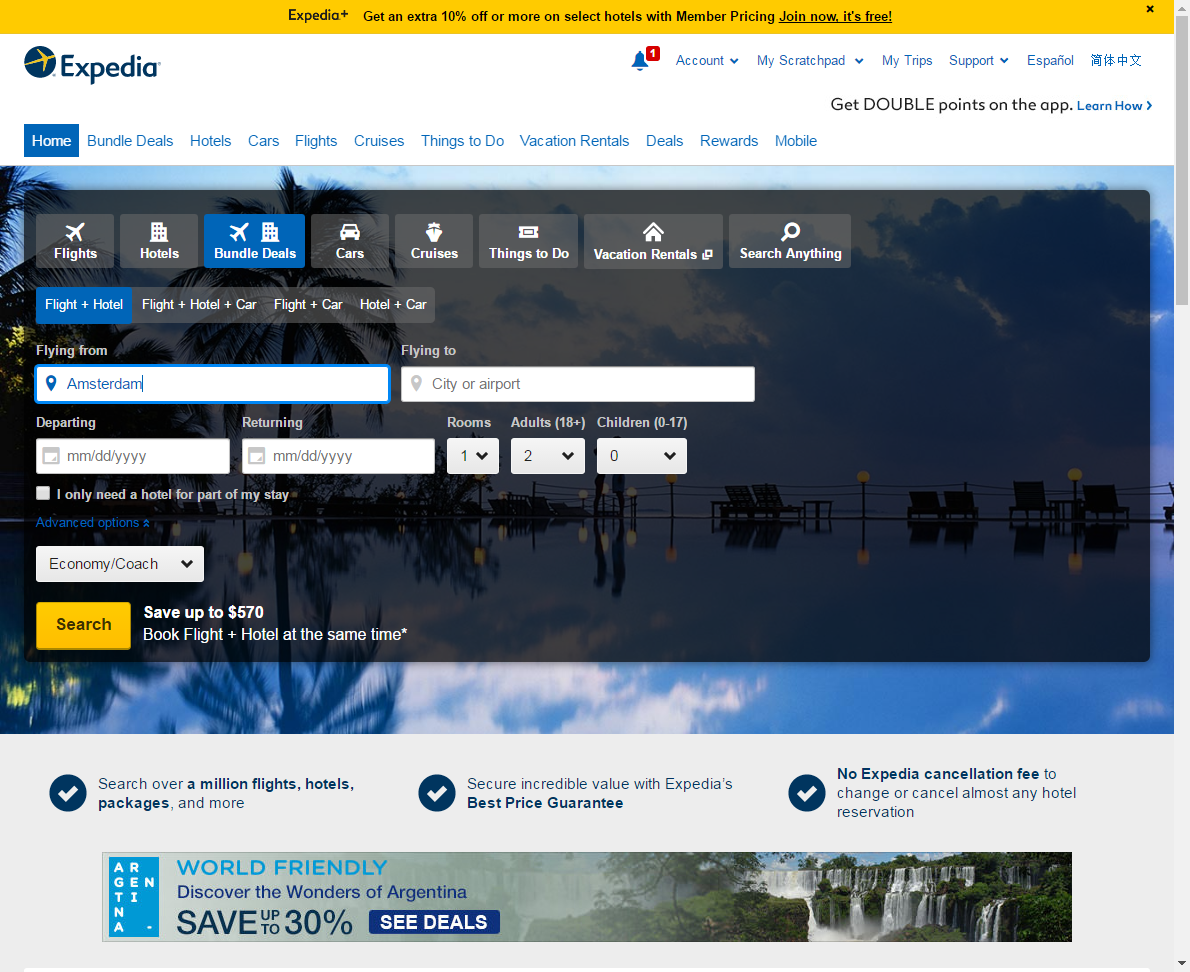 Expedia+ Get an extra 10% off or more on select hotels with Member Pricing Join now, it's free!
Expedia
1 Account My Scratchpad My Trips Support Español 简体中文
Get DOUBLE points on the app. Learn How
Home Bundle Deals Hotels Cars Flights Cruises Things to Do Vacation Rentals Deals Rewards Mobile
Flights Hotels Bundle Deals Cars Cruises Things to Do Vacation Rentals Search Anything
Flight + Hotel Flight + Hotel + Car Flight + Car Hotel + Car
Flying from Flying to
Amsterdam City or airport
Departing Returning Rooms Adults (18+) Children (0-17)
mm/dd/yyyy mm/dd/yyyy 1 2 0
I only need a hotel for part of my stay
Advanced options
Economy/Coach
Search
Save up to $570
Book Flight + Hotel at the same time*
Search over a million flights, hotels,
packages, and more
Secure incredible value with Expedia's
Best Price Guarantee
No Expedia cancellation fee to
change or cancel almost any hotel
reservation
ARGENTINA -
WORLD FRIENDLY
Discover the Wonders of Argentina
SAVE UP TO 30% SEE DEALS